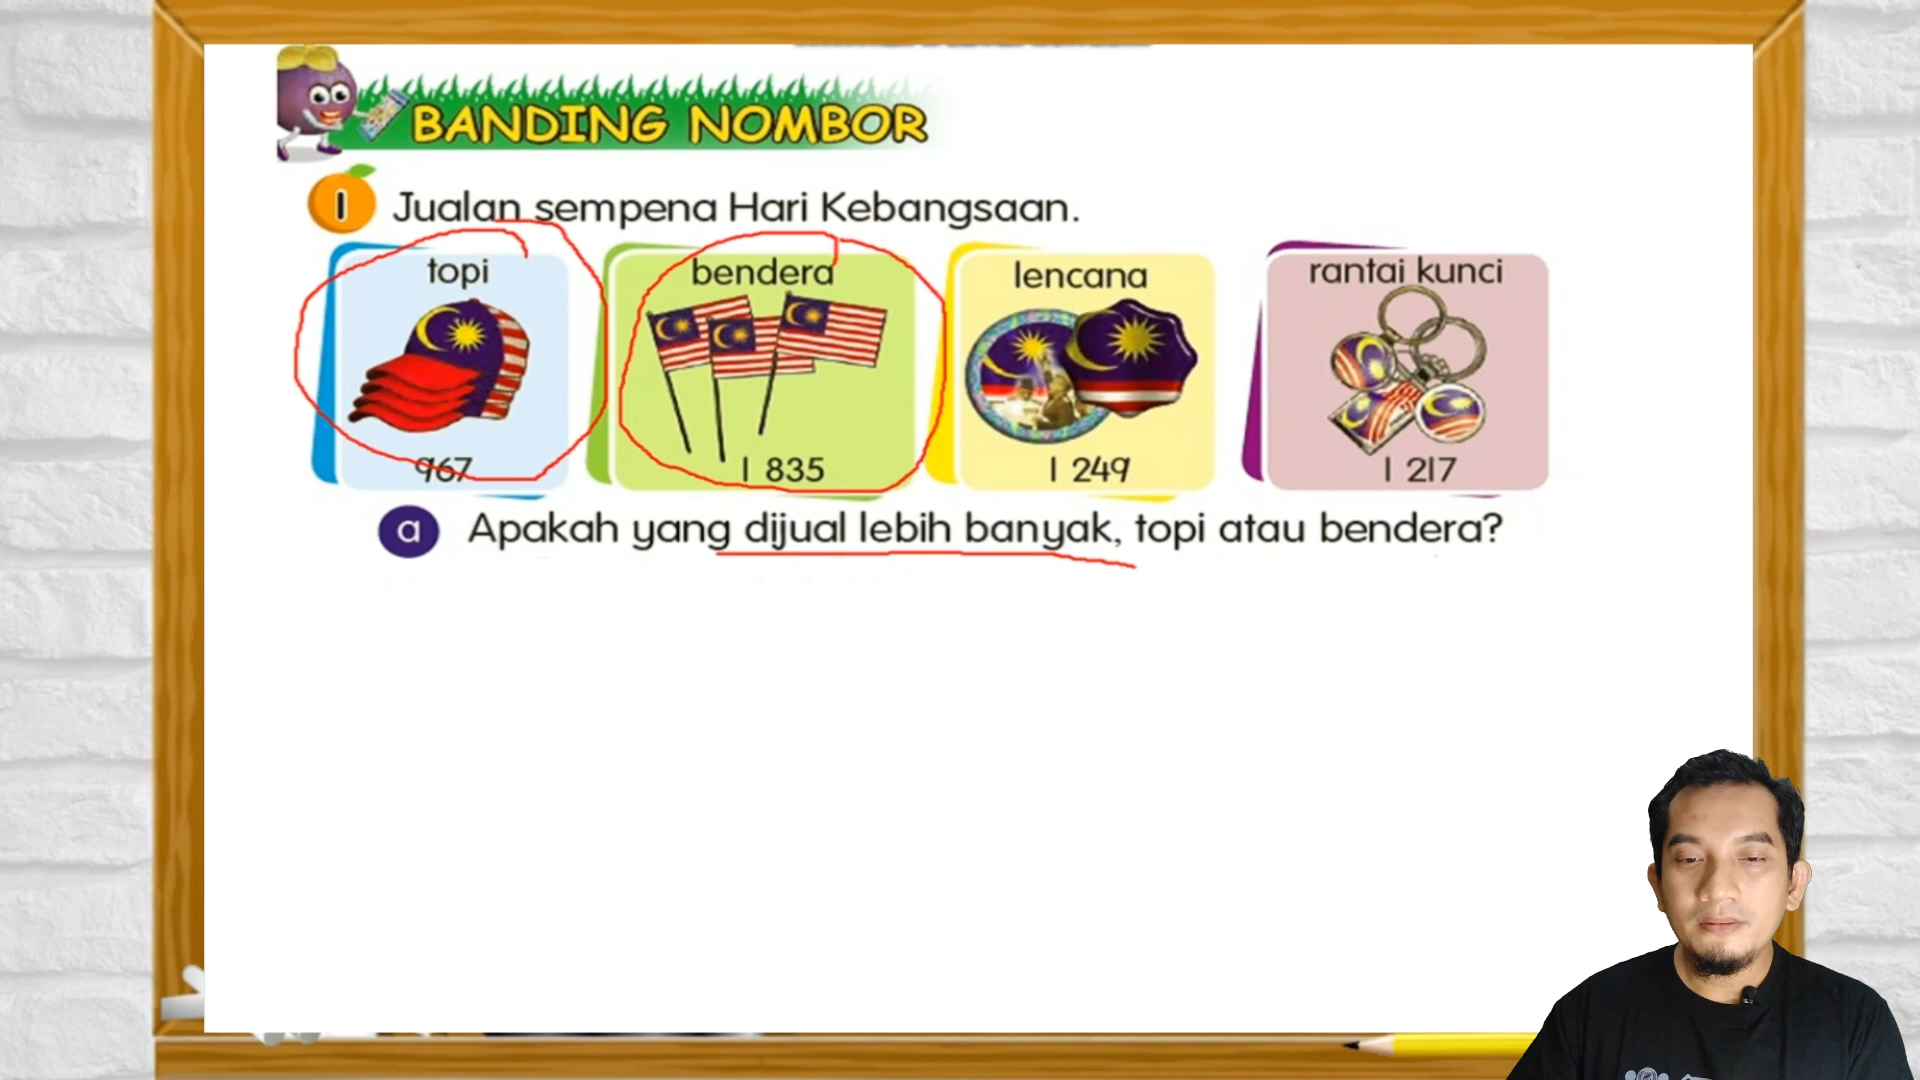 BANDING NOMBOR
1 Jualan sempena Hari Kebangsaan.
topi bendera lencana rantai kunci
967 1 835 1 249 1 217
a Apakah yang dijual lebih banyak, topi atau bendera?